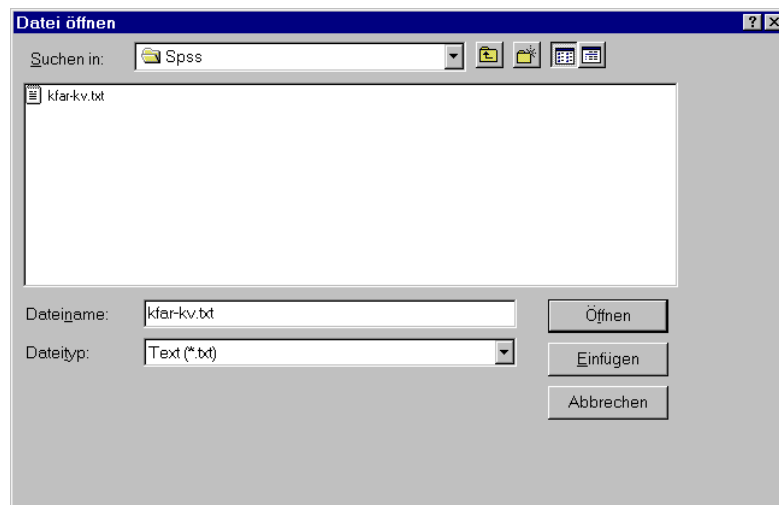 Datei öffnen
Suchen in: Spss
kfar-kv.txt
Dateiname: kfar-kv.txt Öffnen
Dateityp: Text (*.txt) Einfügen
Abbrechen